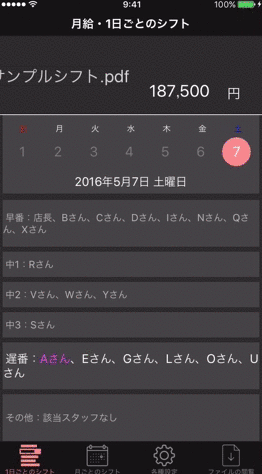 9:41
100%
月給・1日ごとのシフト
サンプルシフト.pdf
187,500 円
日 月 火 水 木 金 土
1 2 3 4 5 6 7
2016年5月7日 土曜日
早番：店長、Bさん、Cさん、Dさん、Iさん、Nさん、Qさ
ん、Xさん
中1：Rさん
中2：Vさん、Wさん、Yさん
中3：Sさん
遅番：Aさん、Eさん、Gさん、Lさん、Oさん、U
さん
その他：該当スタッフなし
1日ごとのシフト
月ごとのシフト
各種設定
ファイルの閲覧